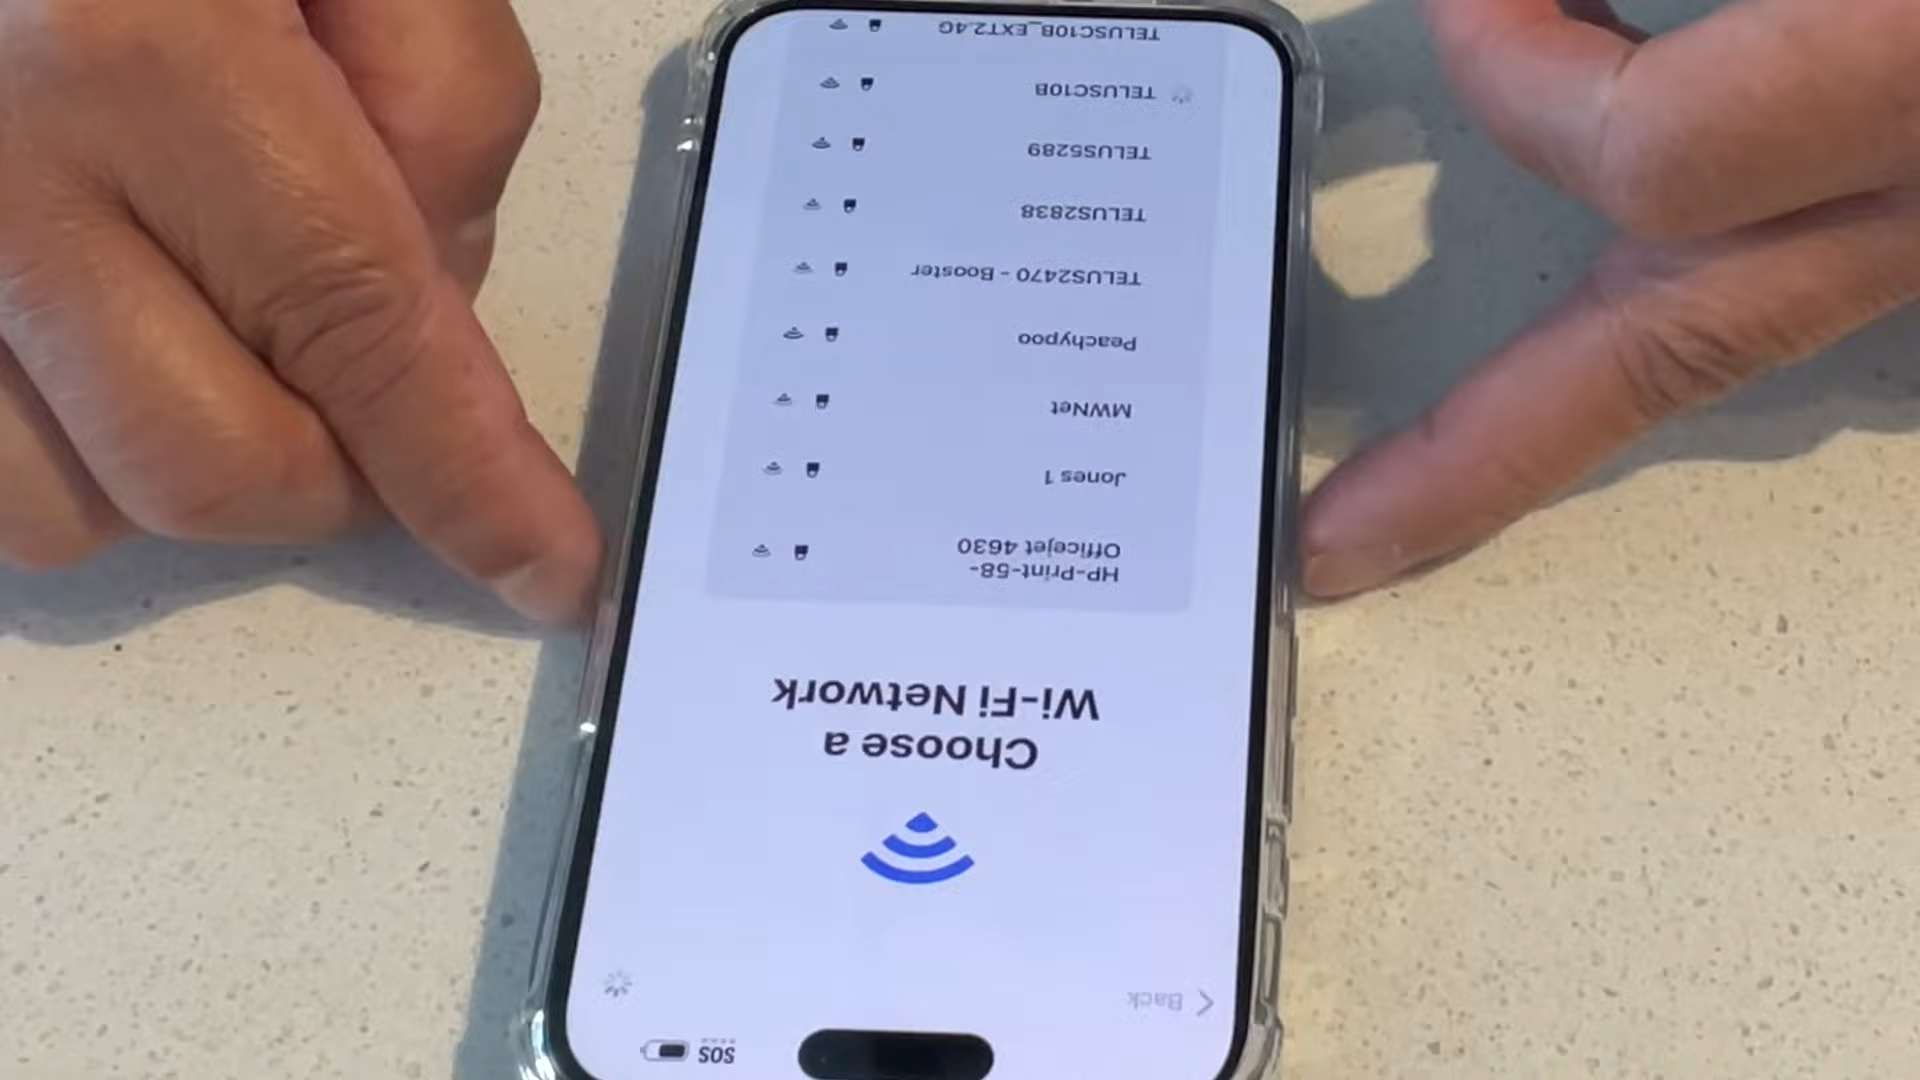 SOS
Back
Choose a
Wi-Fi Network
HP-Print-58-
Officejet 4630
Jones 1
MWNet
Peachypoo
TELUS2470 - Booster
TELUS2838
TELUS5289
TELUSC10B
TELUSC10B_EXT2.4G